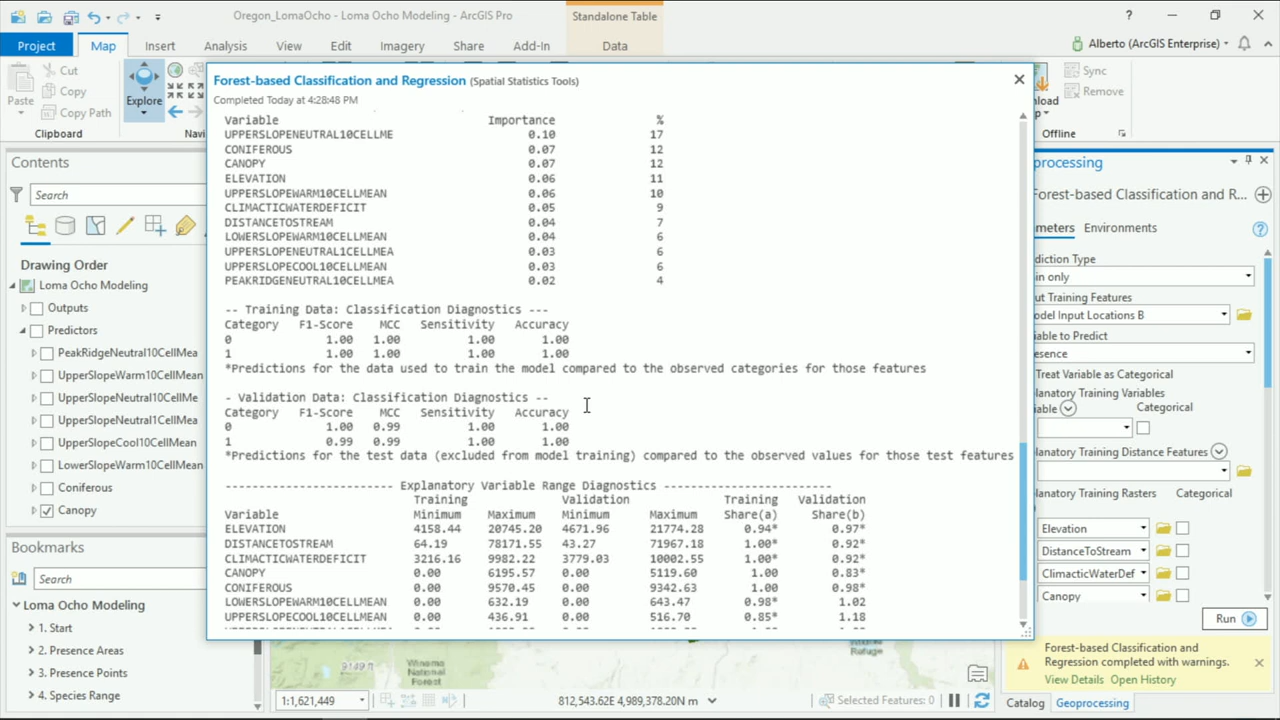 Oregon_LomaOcho - Loma Ocho Modeling - ArcGIS Pro
Standalone Table
Project
Map
Insert
Analysis
View
Edit
Imagery
Share
Add-In
Data
Alberto (ArcGIS Enterprise)
Paste
Cut
Copy
Copy Path
Clipboard
Explore
Navi
Sync
Remove
Offline
Forest-based Classification and Regression (Spatial Statistics Tools)
Completed Today at 4:28:48 PM
Variable Importance %
UPPERSLOPENEUTRAL10CELLME 0.10 17
CONIFEROUS 0.07 12
CANOPY 0.07 12
ELEVATION 0.06 11
UPPERSLOPEWARM10CELLMEAN 0.06 10
CLIMACTICWATERDEFICIT 0.05 9
DISTANCETOSTREAM 0.04 7
LOWERSLOPEWARM10CELLMEAN 0.04 6
UPPERSLOPENEUTRAL1CELLMEA 0.03 6
UPPERSLOPECOOL10CELLMEAN 0.03 6
PEAKRIDGENEUTRAL10CELLMEA 0.02 4
-- Training Data: Classification Diagnostics ---
Category F1-Score MCC Sensitivity Accuracy
0 1.00 1.00 1.00 1.00
1 1.00 1.00 1.00 1.00
*Predictions for the data used to train the model compared to the observed categories for those features
- Validation Data: Classification Diagnostics --
Category F1-Score MCC Sensitivity Accuracy
0 1.00 0.99 1.00 1.00
1 0.99 0.99 1.00 1.00
*Predictions for the test data (excluded from model training) compared to the observed values for those test features
----------------------- Explanatory Variable Range Diagnostics -----------------------
Training Validation Training Validation
Variable Minimum Maximum Minimum Maximum Share(a) Share(b)
ELEVATION 4158.44 20745.20 4671.96 21774.28 0.94* 0.97*
DISTANCETOSTREAM 64.19 78171.55 43.27 71967.18 1.00* 0.92*
CLIMACTICWATERDEFICIT 3216.16 9982.22 3779.03 10002.55 1.00* 0.92*
CANOPY 0.00 6195.57 0.00 5119.60 1.00 0.83*
CONIFEROUS 0.00 9570.45 0.00 9342.63 1.00 0.98*
LOWERSLOPEWARM10CELLMEAN 0.00 632.19 0.00 643.47 0.98* 1.02
UPPERSLOPECOOL10CELLMEAN 0.00 436.91 0.00 516.70 0.85* 1.18
Contents
Search
Drawing Order
Loma Ocho Modeling
Outputs
Predictors
PeakRidgeNeutral10CellMea
UpperSlopeWarm10CellMean
UpperSlopeNeutral10CellMe
UpperSlopeNeutral1CellMea
UpperSlopeCool10CellMean
LowerSlopeWarm10CellMean
Coniferous
Canopy
Bookmarks
Search
Loma Ocho Modeling
1. Start
2. Presence Areas
3. Presence Points
4. Species Range
9149 ft
Winema
National
Forest
Refuge
1:1,621,449
812,543.62E 4,989,378.20N m
Selected Features: 0
oprocessing
Forest-based Classification and R...
meters
Environments
diction Type
in only
ut Training Features
odel Input Locations B
iable to Predict
esence
Treat Variable as Categorical
lanatory Training Variables
iable
Categorical
lanatory Training Distance Features
lanatory Training Rasters
Categorical
Elevation
DistanceToStream
ClimacticWaterDef
Canopy
Run
Forest-based Classification and
Regression completed with warnings.
View Details Open History
Catalog
Geoprocessing